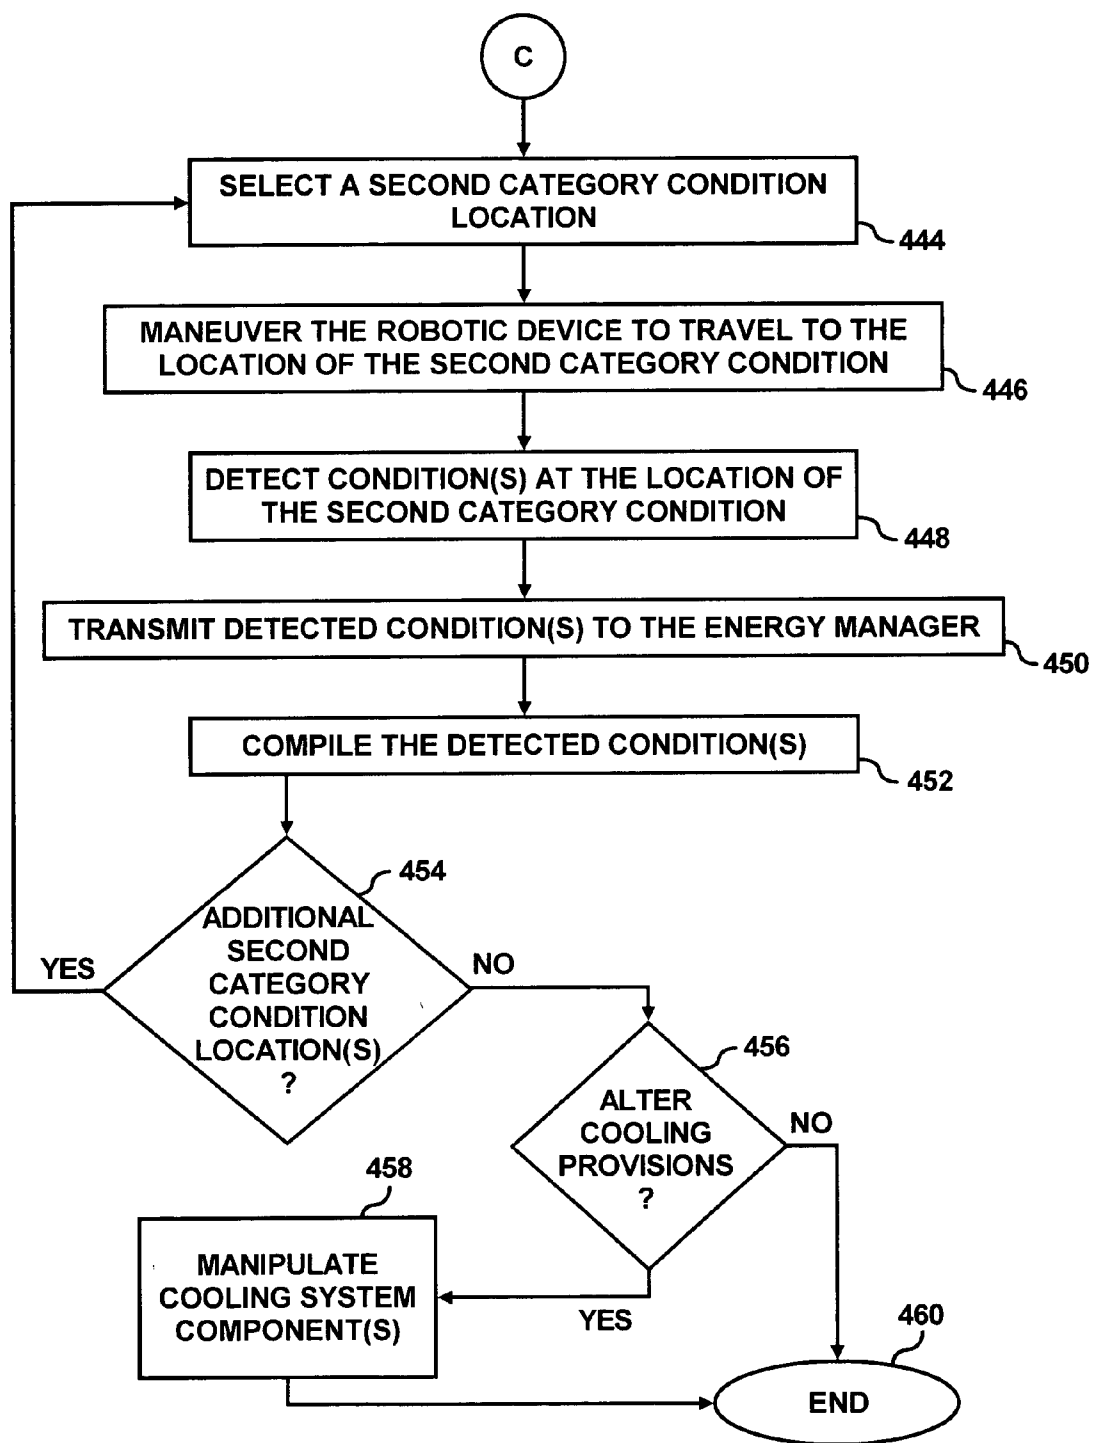 C
SELECT A SECOND CATEGORY CONDITION
LOCATION
444
MANEUVER THE ROBOTIC DEVICE TO TRAVEL TO THE
LOCATION OF THE SECOND CATEGORY CONDITION
446
DETECT CONDITION(S) AT THE LOCATION OF
THE SECOND CATEGORY CONDITION
448
TRANSMIT DETECTED CONDITION(S) TO THE ENERGY MANAGER
450
COMPILE THE DETECTED CONDITION(S)
452
454
ADDITIONAL
SECOND
CATEGORY
CONDITION
LOCATION(S)
?
YES
NO
456
ALTER
COOLING
PROVISIONS
?
NO
YES
458
MANIPULATE
COOLING SYSTEM
COMPONENT(S)
460
END